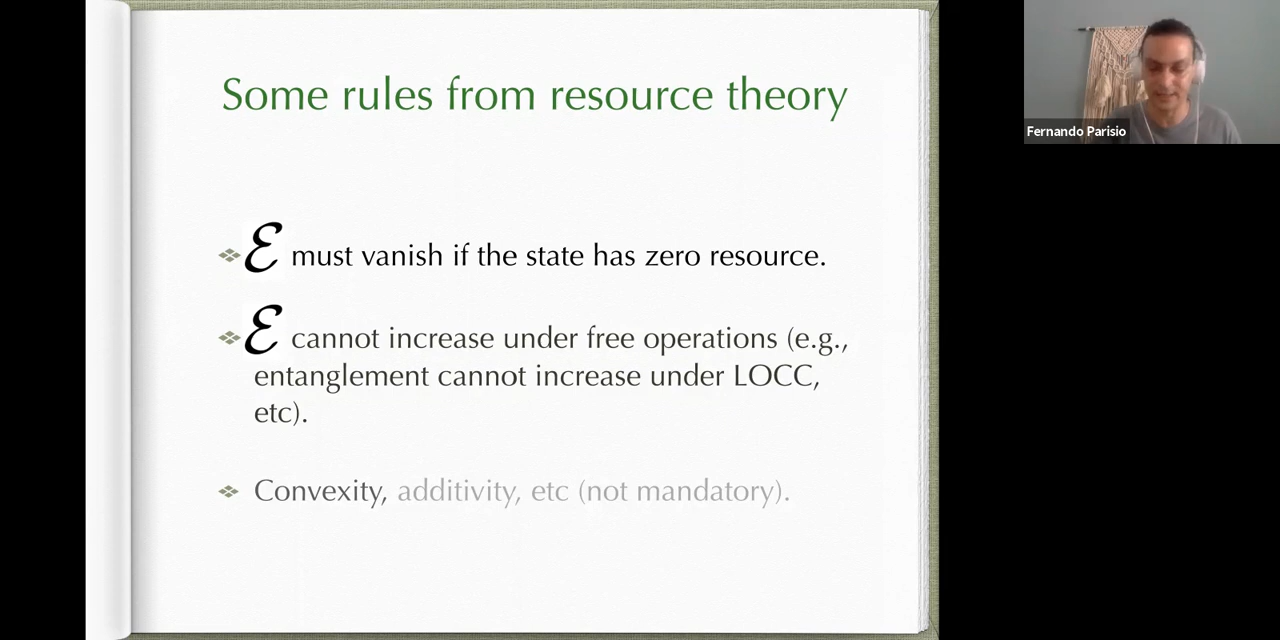 Some rules from resource theory
ℰ must vanish if the state has zero resource.
ℰ cannot increase under free operations (e.g.,
entanglement cannot increase under LOCC,
etc).
Convexity, additivity, etc (not mandatory).
Fernando Parisio